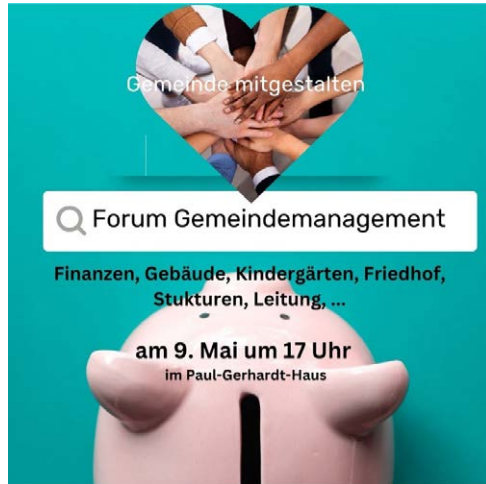 Gemeinde mitgestalten
Forum Gemeindemanagement
Finanzen, Gebäude, Kindergärten, Friedhof,
Stukturen, Leitung, ...
am 9. Mai um 17 Uhr
im Paul-Gerhardt-Haus